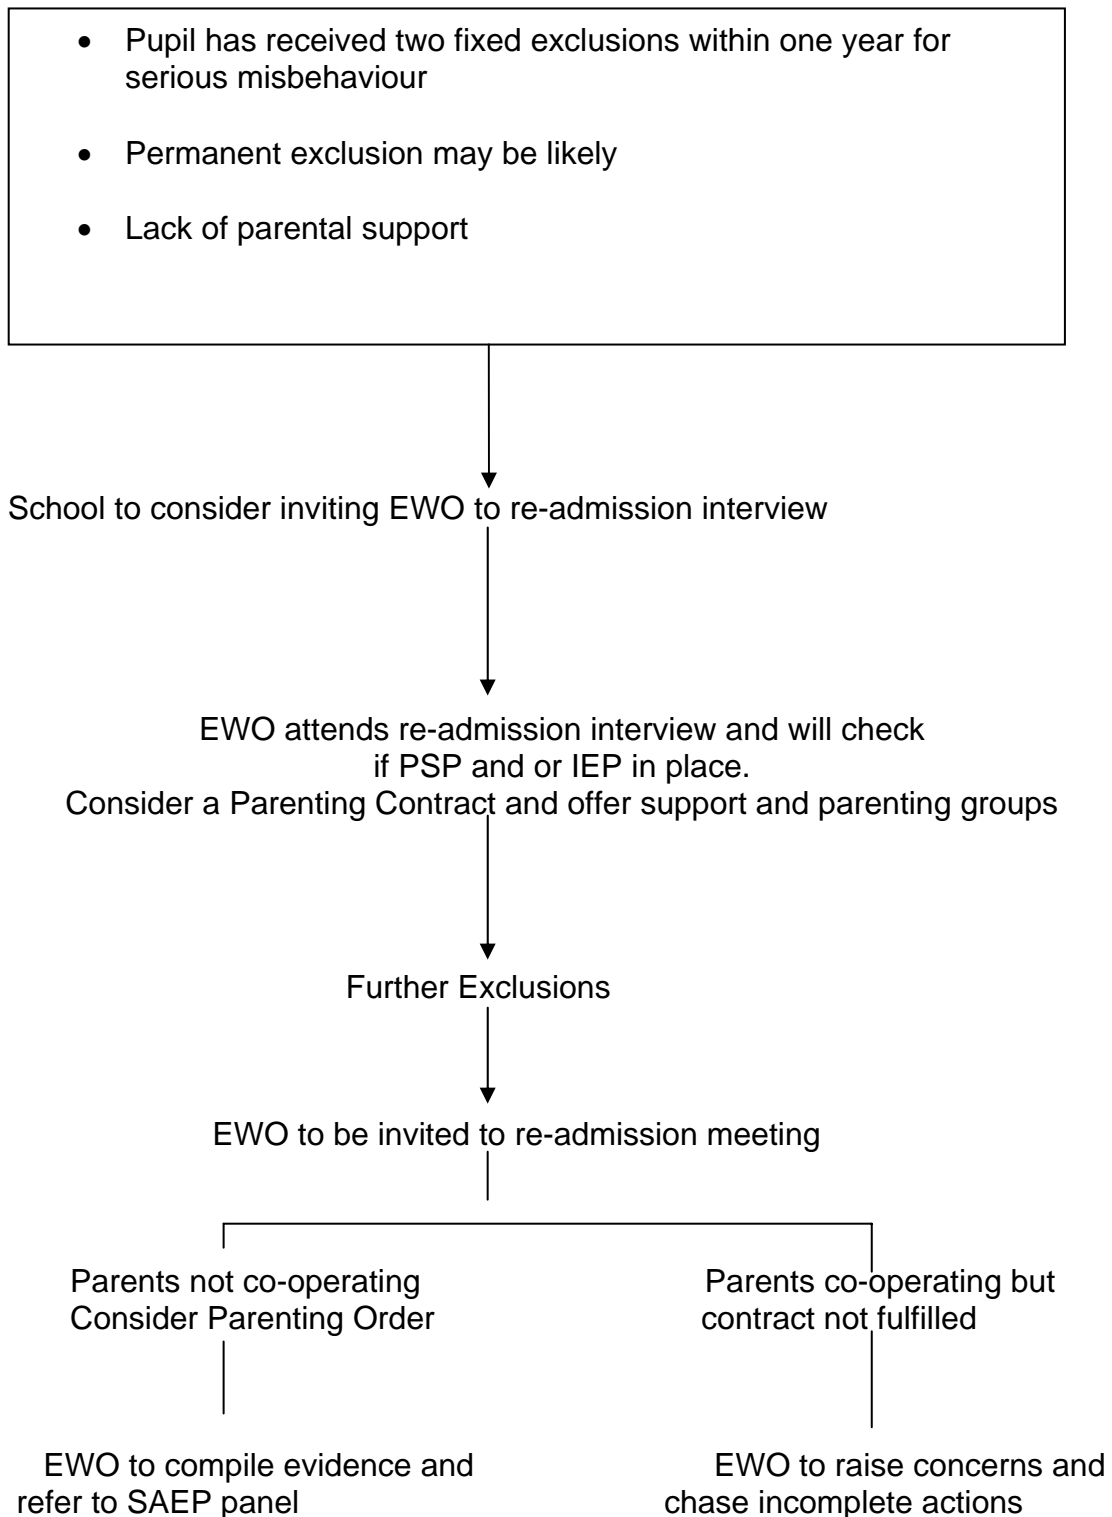 • Pupil has received two fixed exclusions within one year for
serious misbehaviour
• Permanent exclusion may be likely
• Lack of parental support
School to consider inviting EWO to re-admission interview
EWO attends re-admission interview and will check
if PSP and or IEP in place.
Consider a Parenting Contract and offer support and parenting groups
Further Exclusions
EWO to be invited to re-admission meeting
Parents not co-operating
Consider Parenting Order
EWO to compile evidence and
refer to SAEP panel
Parents co-operating but
contract not fulfilled
EWO to raise concerns and
chase incomplete actions